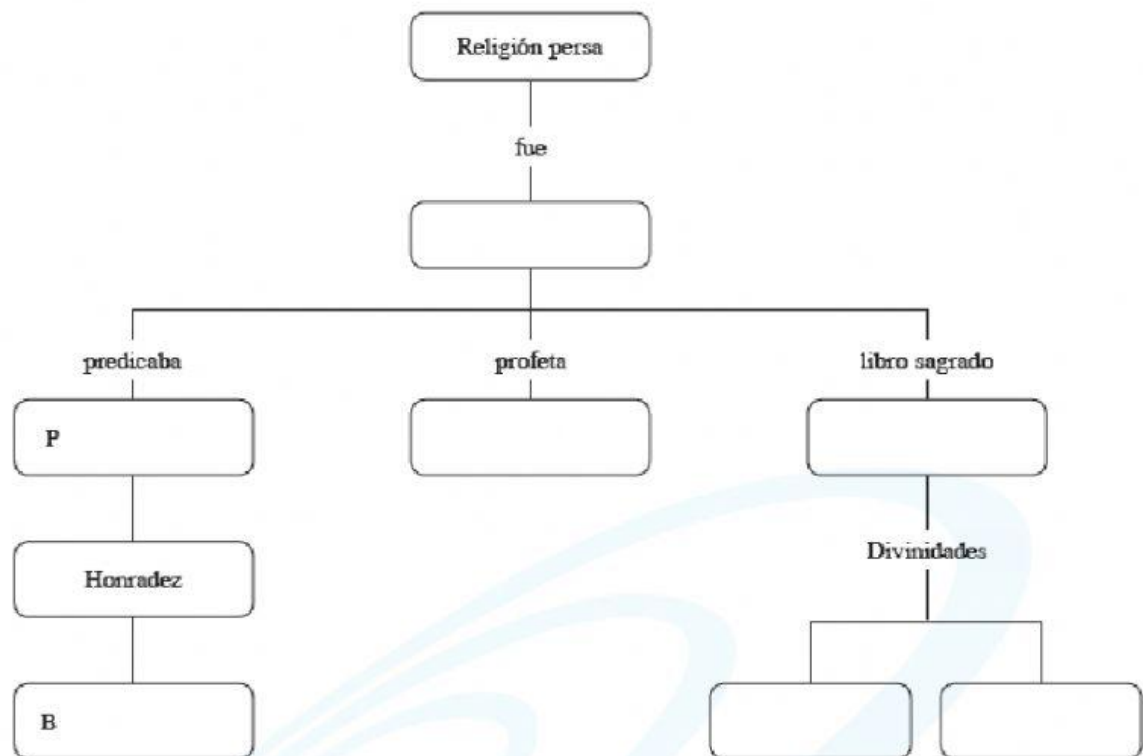 Religión persa
fue
predicaba
profeta
libro sagrado
P
Honradez
Divinidades
B